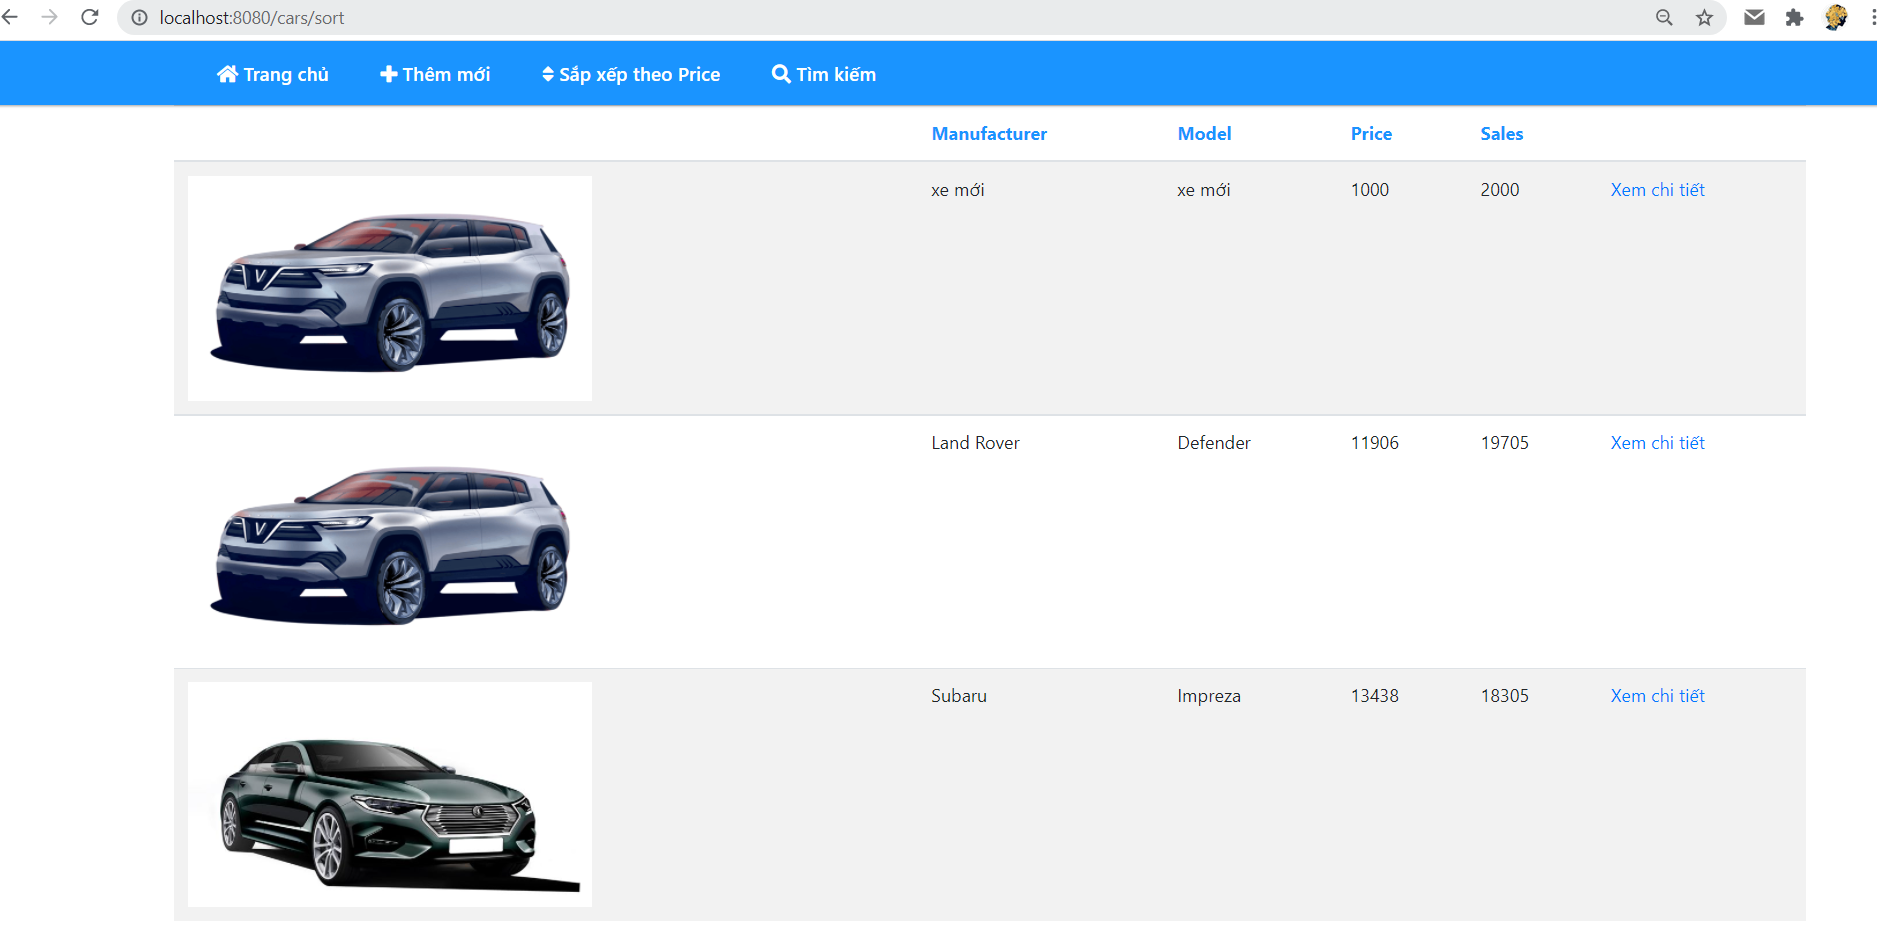 localhost:8080/cars/sort
Trang chủ Thêm mới Sắp xếp theo Price Tìm kiếm
Manufacturer Model Price Sales
xe mới xe mới 1000 2000 Xem chi tiết
Land Rover Defender 11906 19705 Xem chi tiết
Subaru Impreza 13438 18305 Xem chi tiết